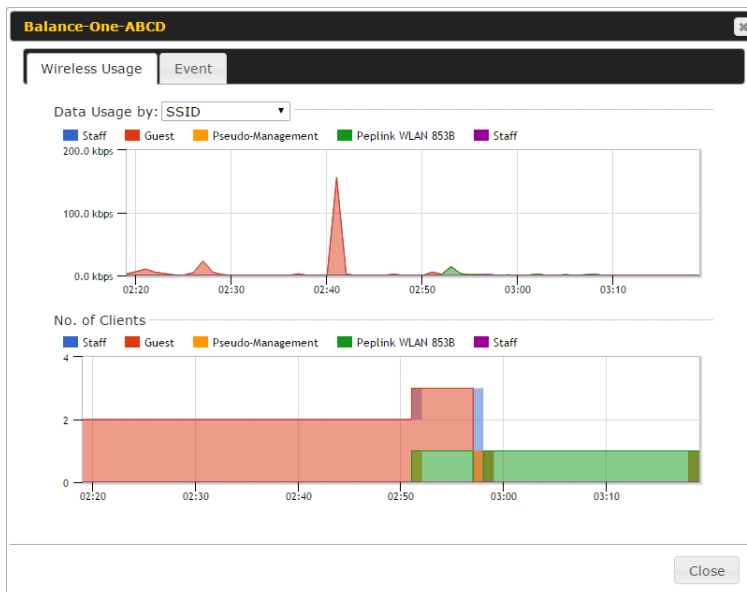 Balance-One-ABCD
Wireless Usage Event
Data Usage by: SSID
Staff Guest Pseudo-Management Peplink WLAN 853B Staff
200.0 kbps
100.0 kbps
0.0 kbps
02:20 02:30 02:40 02:50 03:00 03:10
No. of Clients
Staff Guest Pseudo-Management Peplink WLAN 853B Staff
4
2
0
02:20 02:30 02:40 02:50 03:00 03:10
Close